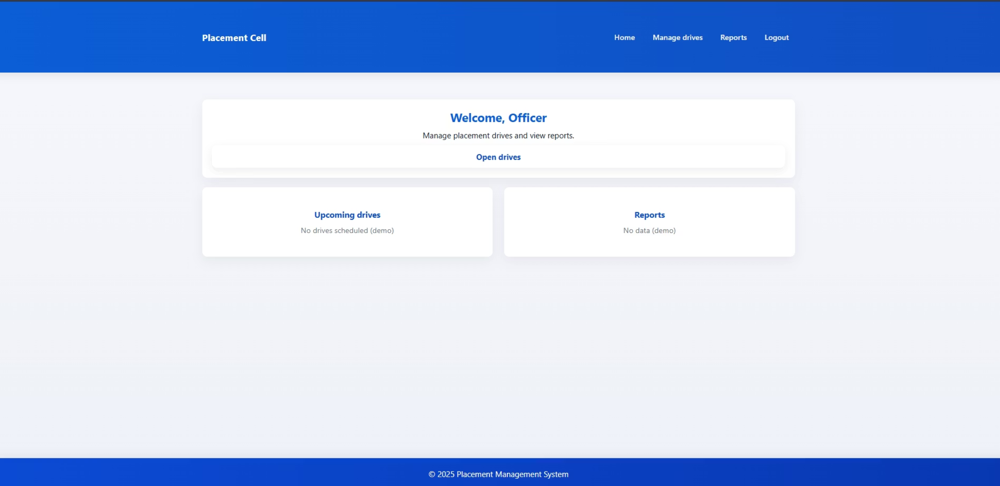 Placement Cell
Home Manage drives Reports Logout
Welcome, Officer
Manage placement drives and view reports.
Open drives
Upcoming drives
No drives scheduled (demo)
Reports
No data (demo)
© 2025 Placement Management System